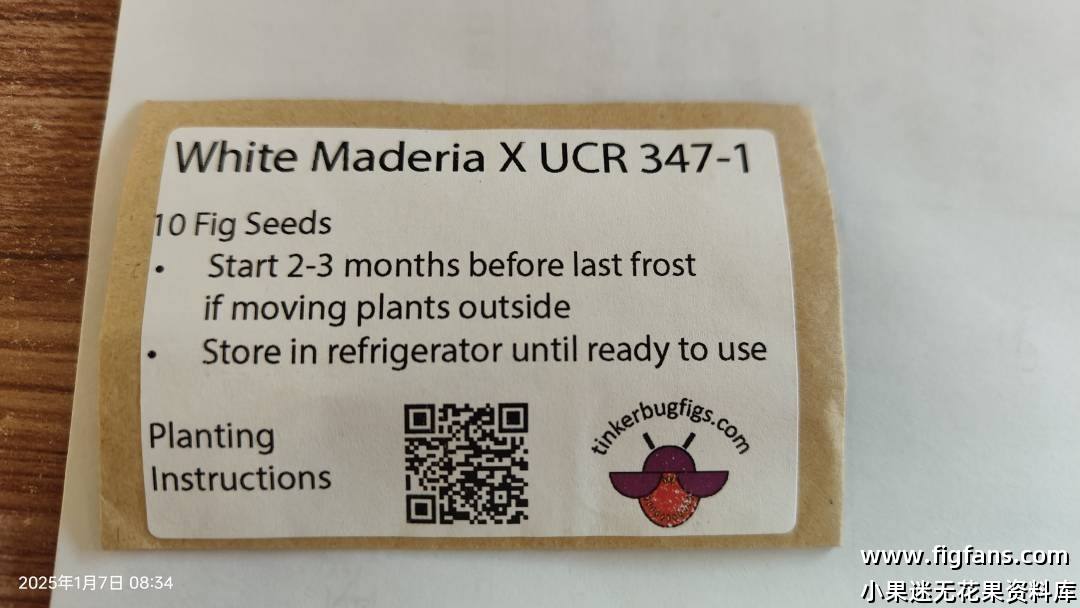 White Maderia X UCR 347-1
10 Fig Seeds
• Start 2-3 months before last frost
if moving plants outside
• Store in refrigerator until ready to use
Planting
Instructions
tinkerbugfigs.com
www.figfans.com
2025年1月7日 08:34
小果迷无花果资料库